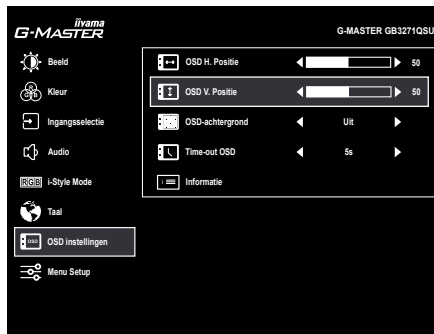 iiyama
G-MASTER
G-MASTER GB3271QSU
Beeld
Kleur
Ingangsselectie
Audio
RGB i-Style Mode
Taal
OSD OSD instellingen
Menu Setup
OSD H. Positie 50
OSD V. Positie 50
OSD-achtergrond Uit
Time-out OSD 5s
i Informatie